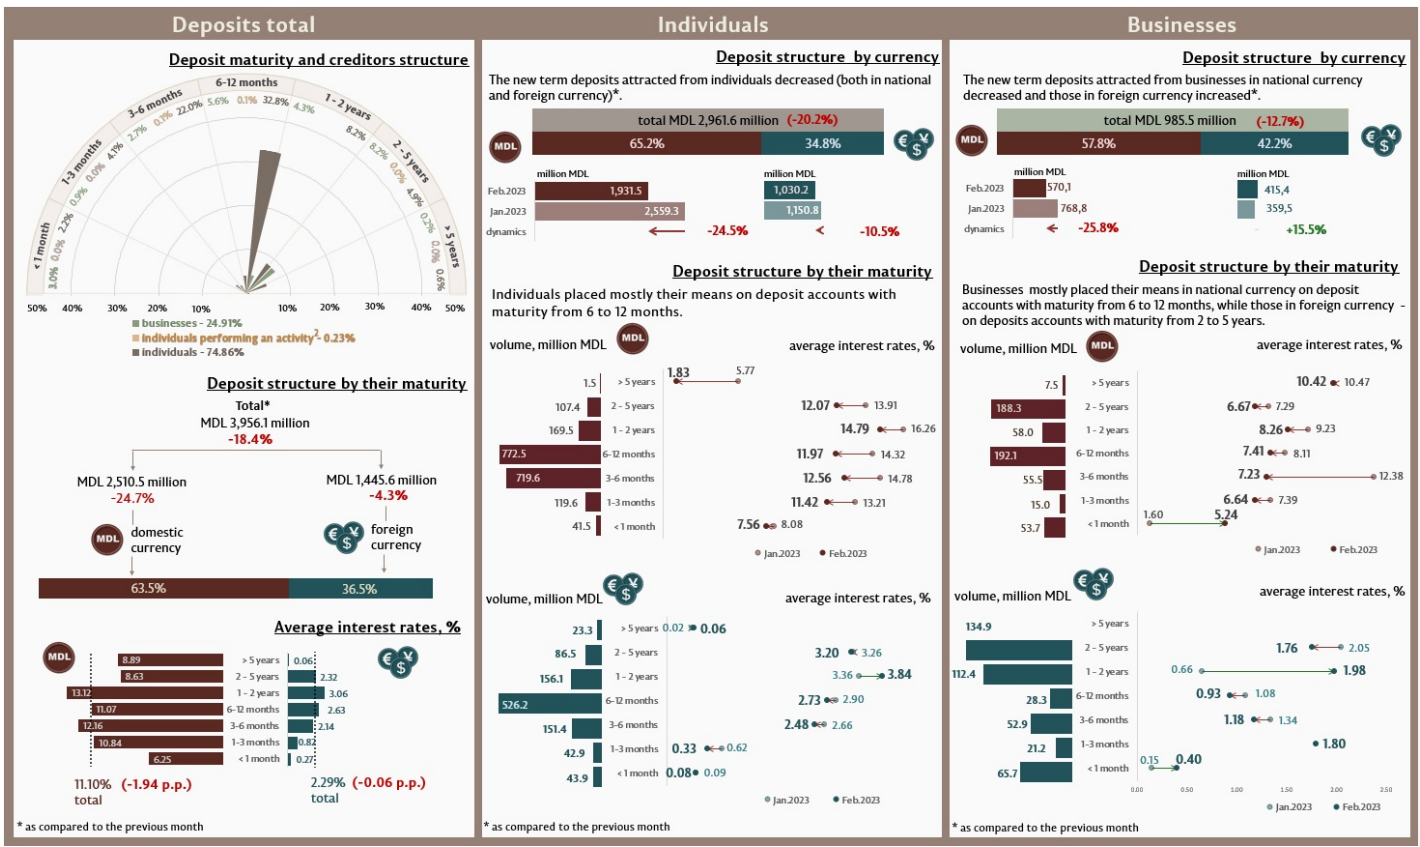 Deposits total
Deposit maturity and creditors structure
< 1 month
1-3 months
3-6 months
6-12 months
1 - 2 years
2 - 5 years
> 5 years
3.0%
0.0%
2.2%
0.9%
0.0%
4.1%
2.7%
0.1%
22.0%
5.6%
0.1%
32.8%
4.3%
8.2%
8.2%
0.0%
4.9%
0.2%
0.0%
0.6%
50% 40% 30% 20% 10% 10% 20% 30% 40% 50%
businesses - 24.91%
individuals performing an activity2- 0.23%
individuals - 74.86%
Deposit structure by their maturity
Total*
MDL 3,956.1 million
-18.4%
MDL 2,510.5 million
-24.7%
MDL 1,445.6 million
-4.3%
MDL
domestic
currency
€ ¥ $
foreign
currency
63.5% 36.5%
Average interest rates, %
MDL
€ ¥ $
8.89 > 5 years 0.06
8.63 2 - 5 years 2.32
13.12 1 - 2 years 3.06
11.07 6-12 months 2.63
12.16 3-6 months 2.14
10.84 1-3 months 0.82
6.25 < 1 month 0.27
11.10% (-1.94 p.p.)
total
2.29% (-0.06 p.p.)
total
* as compared to the previous month
Individuals
Deposit structure by currency
The new term deposits attracted from individuals decreased (both in national
and foreign currency)*.
total MDL 2,961.6 million (-20.2%)
MDL 65.2% 34.8% € ¥ $
million MDL million MDL
Feb.2023 1,931.5 1,030.2
Jan.2023 2,559.3 1,150.8
dynamics -24.5% -10.5%
Deposit structure by their maturity
Individuals placed mostly their means on deposit accounts with
maturity from 6 to 12 months.
volume, million MDL MDL average interest rates, %
1.5 > 5 years 1.83 5.77
107.4 2 - 5 years 12.07 13.91
169.5 1 - 2 years 14.79 16.26
772.5 6-12 months 11.97 14.32
719.6 3-6 months 12.56 14.78
119.6 1-3 months 11.42 13.21
41.5 < 1 month 7.56 8.08
Jan.2023 Feb.2023
volume, million MDL € ¥ $ average interest rates, %
23.3 > 5 years 0.02 0.06
86.5 2 - 5 years 3.20 3.26
156.1 1 - 2 years 3.36 3.84
526.2 6-12 months 2.73 2.90
151.4 3-6 months 2.48 2.66
42.9 1-3 months 0.33 0.62
43.9 < 1 month 0.08 0.09
Jan.2023 Feb.2023
* as compared to the previous month
Businesses
Deposit structure by currency
The new term deposits attracted from businesses in national currency
decreased and those in foreign currency increased*.
total MDL 985.5 million (-12.7%)
MDL 57.8% 42.2% € ¥ $
million MDL million MDL
Feb.2023 570,1 415,4
Jan.2023 768,8 359,5
dynamics -25.8% +15.5%
Deposit structure by their maturity
Businesses mostly placed their means in national currency on deposit
accounts with maturity from 6 to 12 months, while those in foreign currency -
on deposits accounts with maturity from 2 to 5 years.
volume, million MDL MDL average interest rates, %
7.5 > 5 years 10.42 10.47
188.3 2 - 5 years 6.67 7.29
58.0 1 - 2 years 8.26 9.23
192.1 6-12 months 7.41 8.11
55.5 3-6 months 7.23 12.38
15.0 1-3 months 6.64 7.39
53.7 < 1 month 1.60 5.24
Jan.2023 Feb.2023
volume, million MDL € ¥ $ average interest rates, %
134.9 > 5 years
2 - 5 years 1.76 2.05
112.4 1 - 2 years 0.66 1.98
28.3 6-12 months 0.93 1.08
52.9 3-6 months 1.18 1.34
21.2 1-3 months 1.80
65.7 < 1 month 0.15 0.40
0.00 0.50 1.00 1.50 2.00 2.50
Jan.2023 Feb.2023
* as compared to the previous month